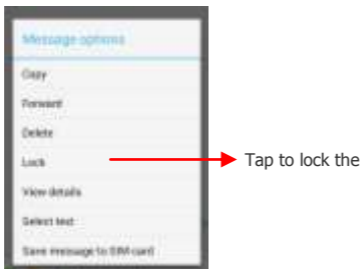 Message options
Copy
Forward
Delete
Lock
Tap to lock the
View details
Select text
Save message to SIM card